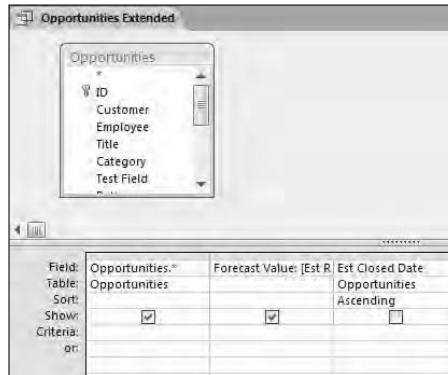 Opportunities Extended
Opportunities
*
ID
Customer
Employee
Title
Category
Test Field
Field: Opportunities.* Forecast Value: [Est R Est Closed Date
Table: Opportunities Opportunities
Sort: Ascending
Show:
Criteria:
or: